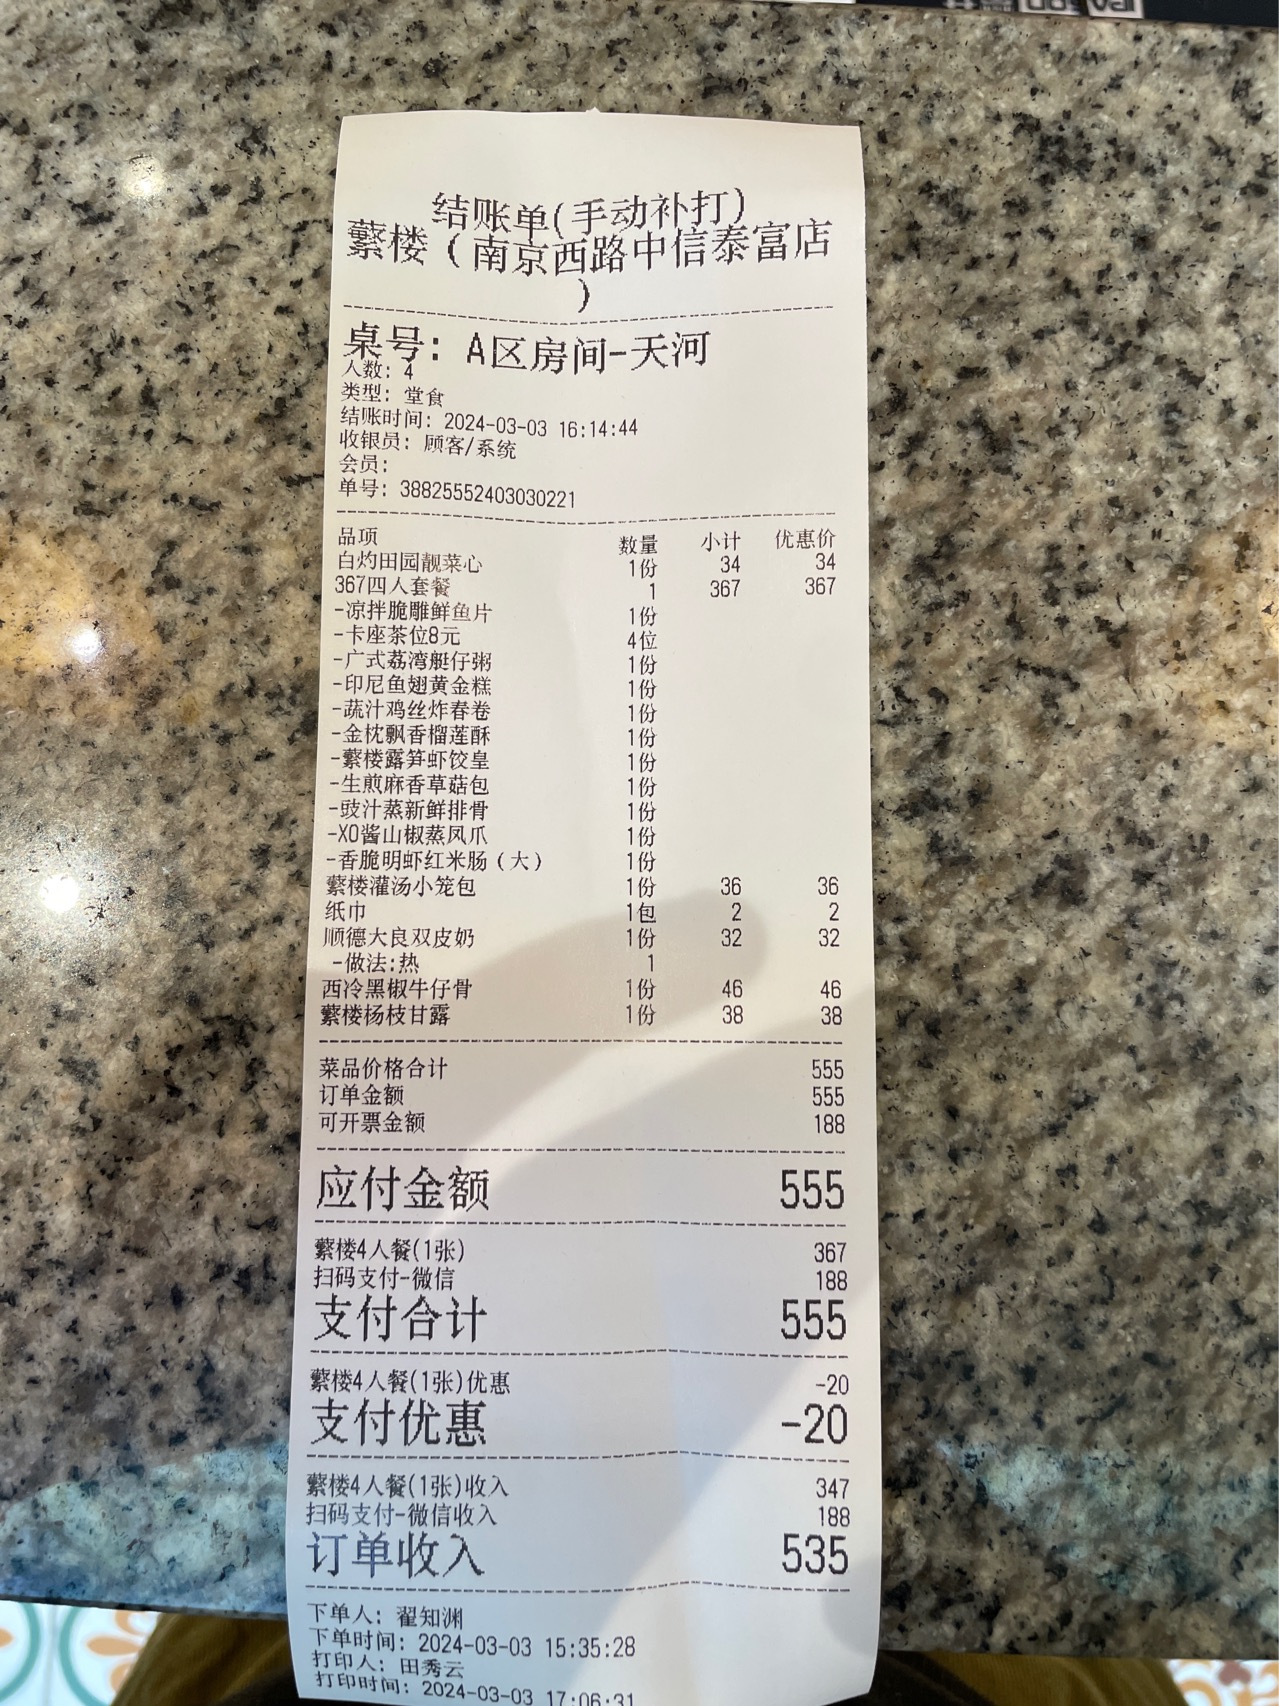 结账单(手动补打)
蘩楼（南京西路中信泰富店
）
桌号: A区房间-天河
人数: 4
类型: 堂食
结账时间: 2024-03-03 16:14:44
收银员: 顾客/系统
会员:
单号: 38825552403030221
品项 数量 小计 优惠价
白灼田园靓菜心 1份 34 34
367四人套餐 1 367 367
-凉拌脆雕鲜鱼片 1份
-卡座茶位8元 4位
-广式荔湾艇仔粥 1份
-印尼鱼翅黄金糕 1份
-蔬汁鸡丝炸春卷 1份
-金枕飘香榴莲酥 1份
-蘩楼露笋虾饺皇 1份
-生煎麻香草菇包 1份
-豉汁蒸新鲜排骨 1份
-XO酱山椒蒸凤爪 1份
-香脆明虾红米肠（大） 1份
蘩楼灌汤小笼包 1份 36 36
纸巾 1包 2 2
顺德大良双皮奶 1份 32 32
-做法:热 1
西冷黑椒牛仔骨 1份 46 46
蘩楼杨枝甘露 1份 38 38
菜品价格合计 555
订单金额 555
可开票金额 188
应付金额 555
蘩楼4人餐(1张) 367
扫码支付-微信 188
支付合计 555
蘩楼4人餐(1张)优惠 -20
支付优惠 -20
蘩楼4人餐(1张)收入 347
扫码支付-微信收入 188
订单收入 535
下单人: 翟知渊
下单时间: 2024-03-03 15:35:28
打印人: 田秀云
打印时间: 2024-03-03 17:06:31